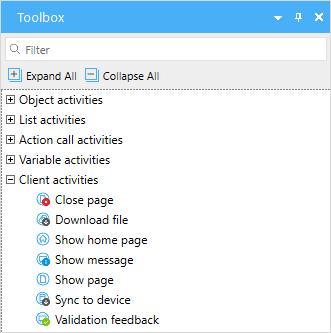 Toolbox
Filter
Expand All Collapse All
Object activities
List activities
Action call activities
Variable activities
Client activities
Close page
Download file
Show home page
Show message
Show page
Sync to device
Validation feedback